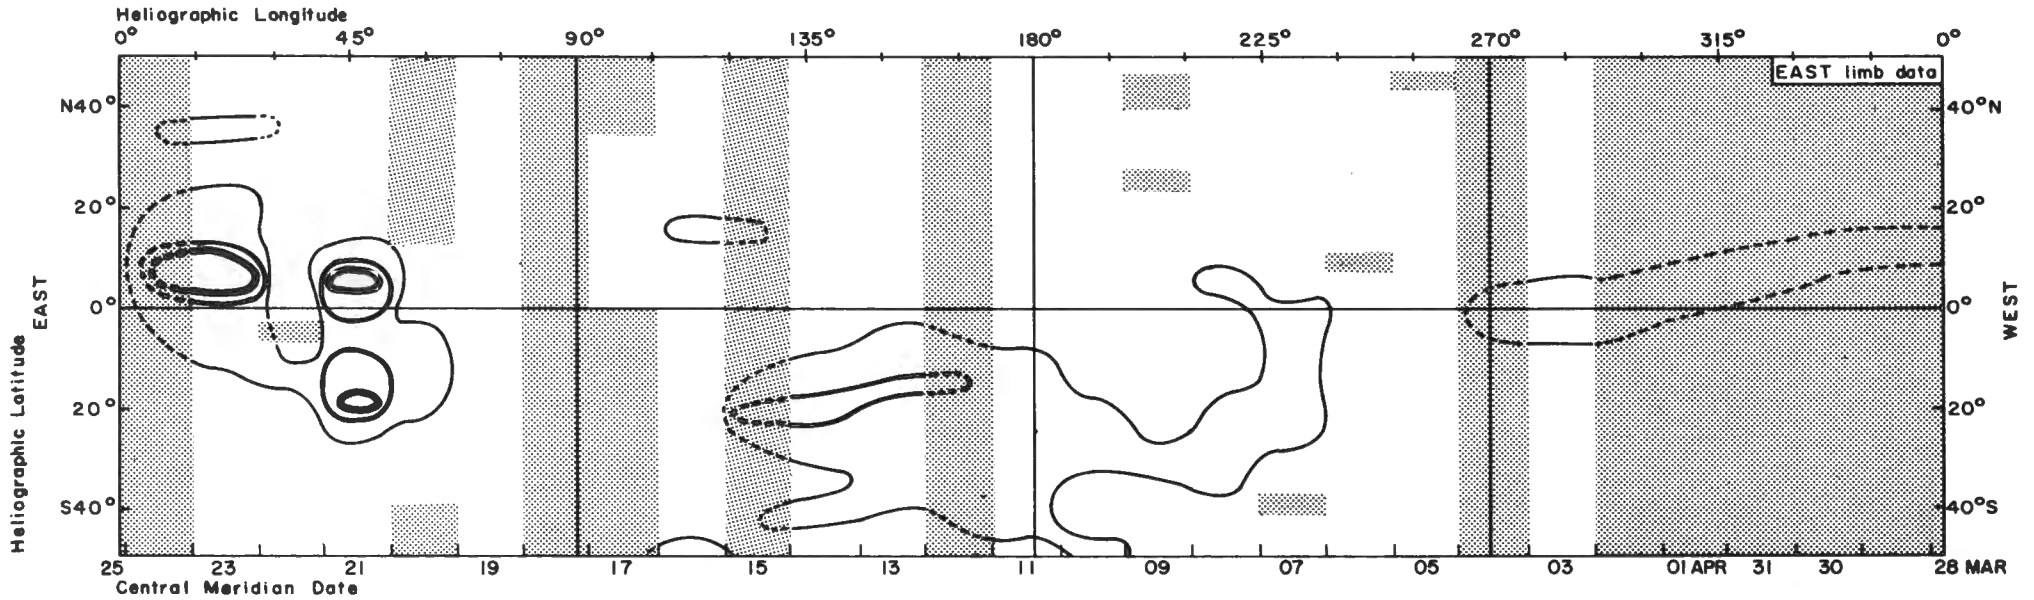 Heliographic Longitude
0° 45° 90° 135° 180° 225° 270° 315° 0°
EAST limb data
N40° 40°N
20° 20°
0° 0°
20° 20°
S40° 40°S
EAST
WEST
Heliographic Latitude
25 23 21 19 17 15 13 11 09 07 05 03 01 APR 31 30 28 MAR
Central Meridian Date